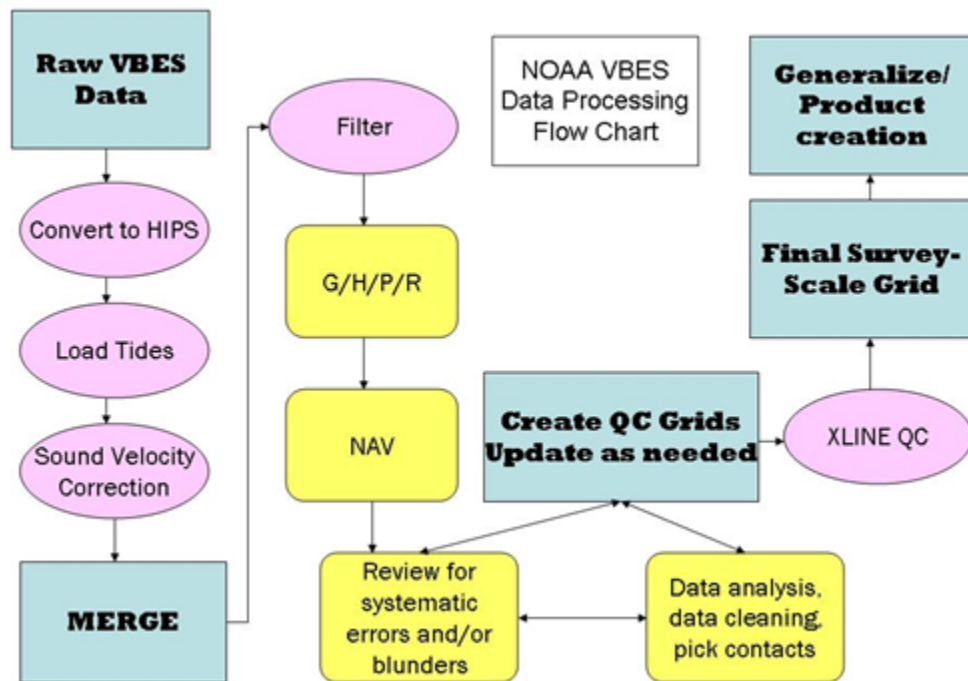 Raw VBES
Data
Convert to HIPS
Load Tides
Sound Velocity
Correction
MERGE
Filter
G/H/P/R
NAV
Review for
systematic
errors and/or
blunders
Data analysis,
data cleaning,
pick contacts
Create QC Grids
Update as needed
XLINE QC
Final Survey-
Scale Grid
Generalize/
Product
creation
NOAA VBES
Data Processing
Flow Chart